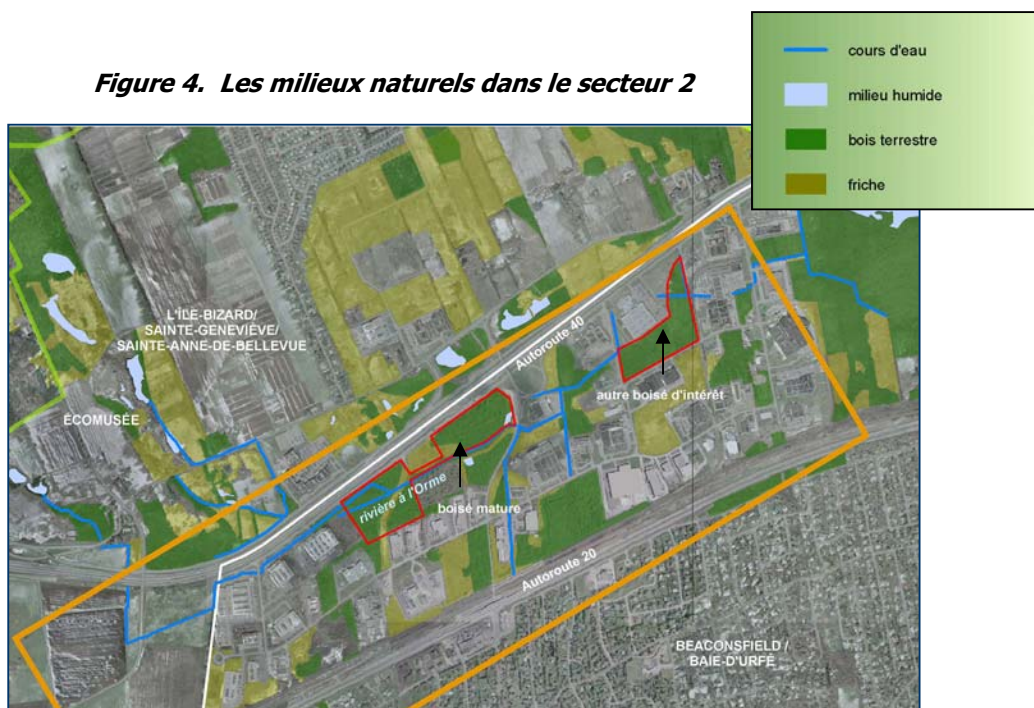 Figure 4. Les milieux naturels dans le secteur 2
cours d'eau
milieu humide
bois terrestre
friche
L'ÎLE-BIZARD/
SAINTE-GENEVIÈVE/
SAINTE-ANNE-DE-BELLEVUE
Autoroute 40
autre boisé d'intérêt
ÉCOMUSÉE
rivière à l'Orme
boisé mature
Autoroute 20
BEACONSFIELD /
BAIE-D'URFÉ